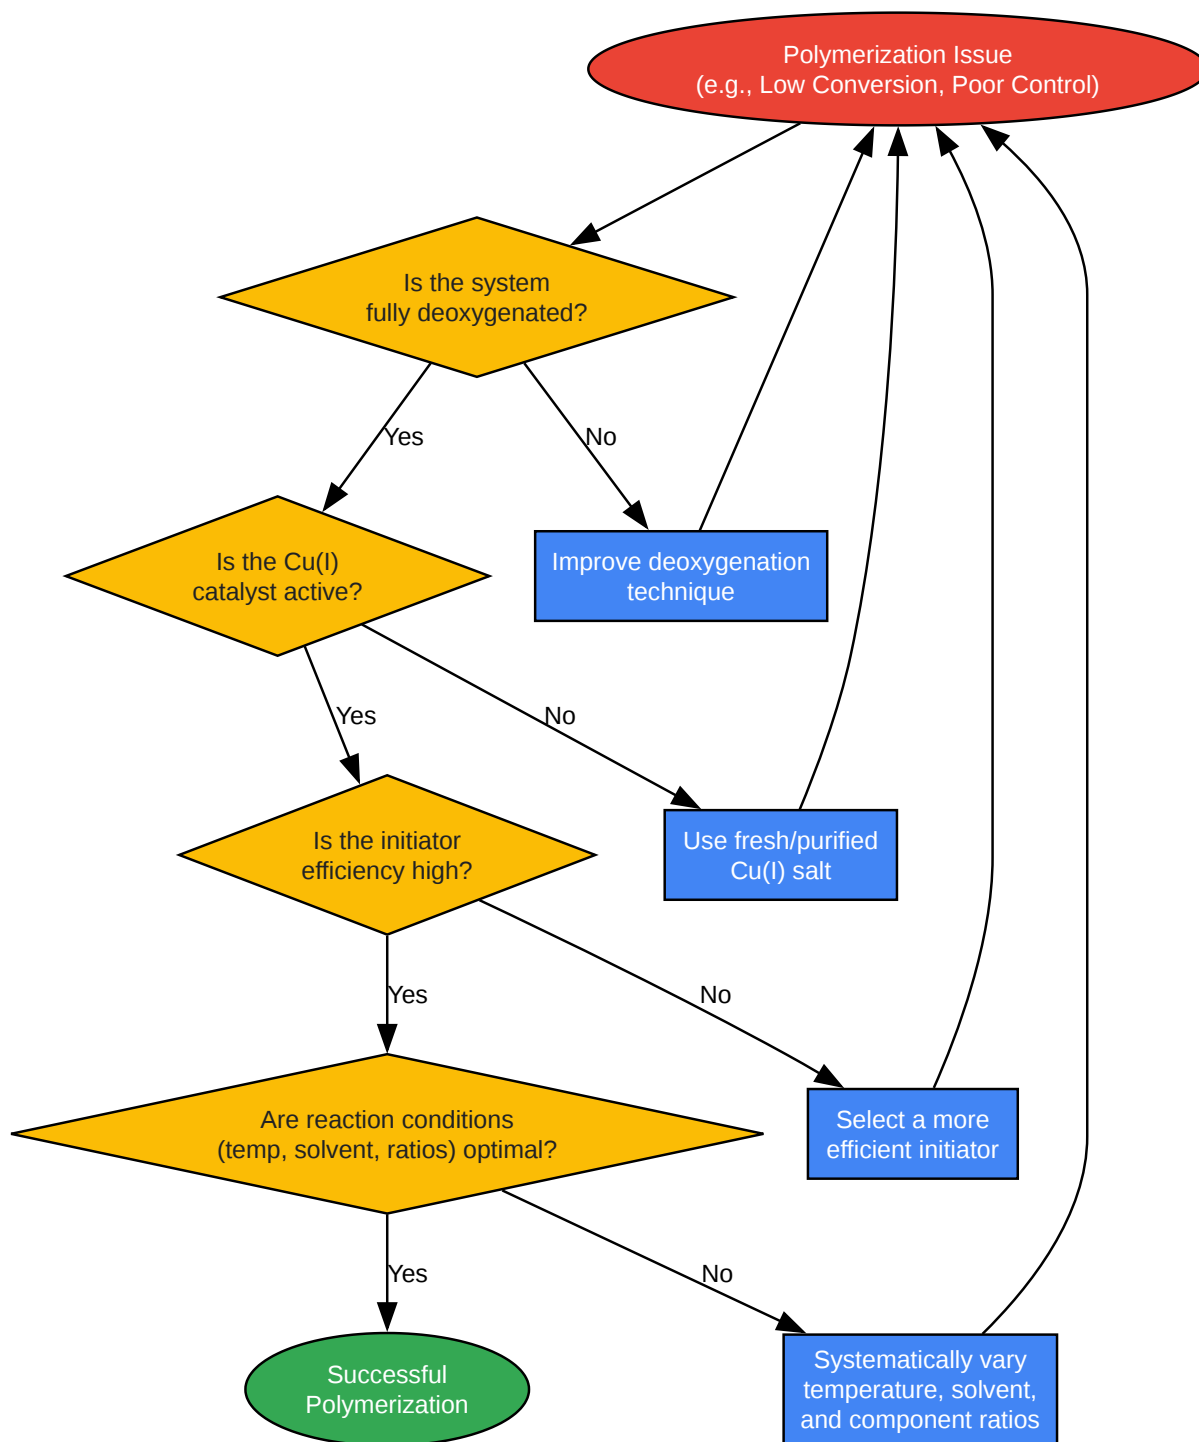 Polymerization Issue
(e.g., Low Conversion, Poor Control)
Is the system
fully deoxygenated?
Yes
No
Is the Cu(I)
catalyst active?
Improve deoxygenation
technique
Yes
No
Is the initiator
efficiency high?
Use fresh/purified
Cu(I) salt
Yes
No
Are reaction conditions
(temp, solvent, ratios) optimal?
Select a more
efficient initiator
Yes
No
Successful
Polymerization
Systematically vary
temperature, solvent,
and component ratios